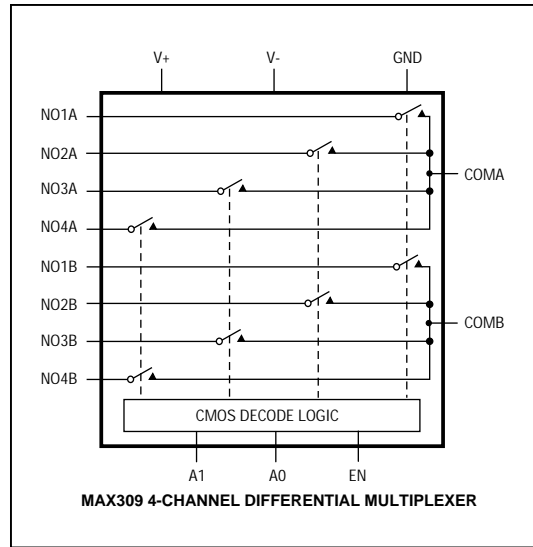 V+ V- GND
NO1A
NO2A
NO3A
COMA
NO4A
NO1B
NO2B
COMB
NO3B
NO4B
CMOS DECODE LOGIC
A1 A0 EN
MAX309 4-CHANNEL DIFFERENTIAL MULTIPLEXER